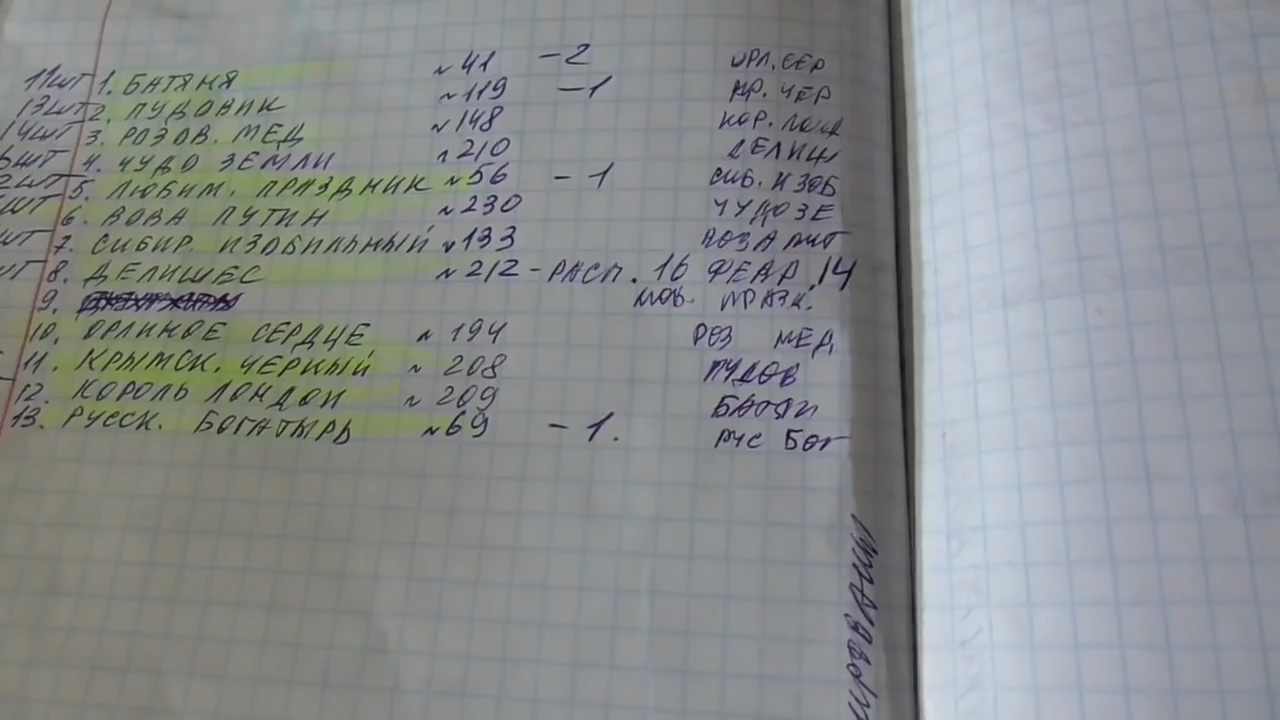 11шт 1. БАТЯНЯ №41 -2 ОРЛ. СЕР
13шт 2. ПУДОВИК №119 -1 КР. ЧЕР
14шт 3. РОЗОВ. МЕД №148 КОР. ЛОНД
шт 4. ЧУДО ЗЕМЛИ №210 ДЕЛИШ
шт 5. ЛЮБИМ. ПРАЗДНИК №56 -1 СИБ. ИЗОБ
шт 6. ВОВА ПУТИН №230 ЧУДО ЗЕ
шт 7. СИБИР. ИЗОБИЛЬНЫЙ №133 ВОВА ПУТ
шт 8. ДЕЛИШЕС №212 - РАСП. 16 ФЕВР. 14
9. ЛЮБ. ПРАЗН.
10. ОРЛИНОЕ СЕРДЦЕ №194 РОЗ МЕД
11. КРЫМСК. ЧЕРНЫЙ №208 ПУДОВ
12. КОРОЛЬ ЛОНДОН №209 БАТЯН
13. РУССК. БОГАТЫРЬ №69 -1. РУС БОГ